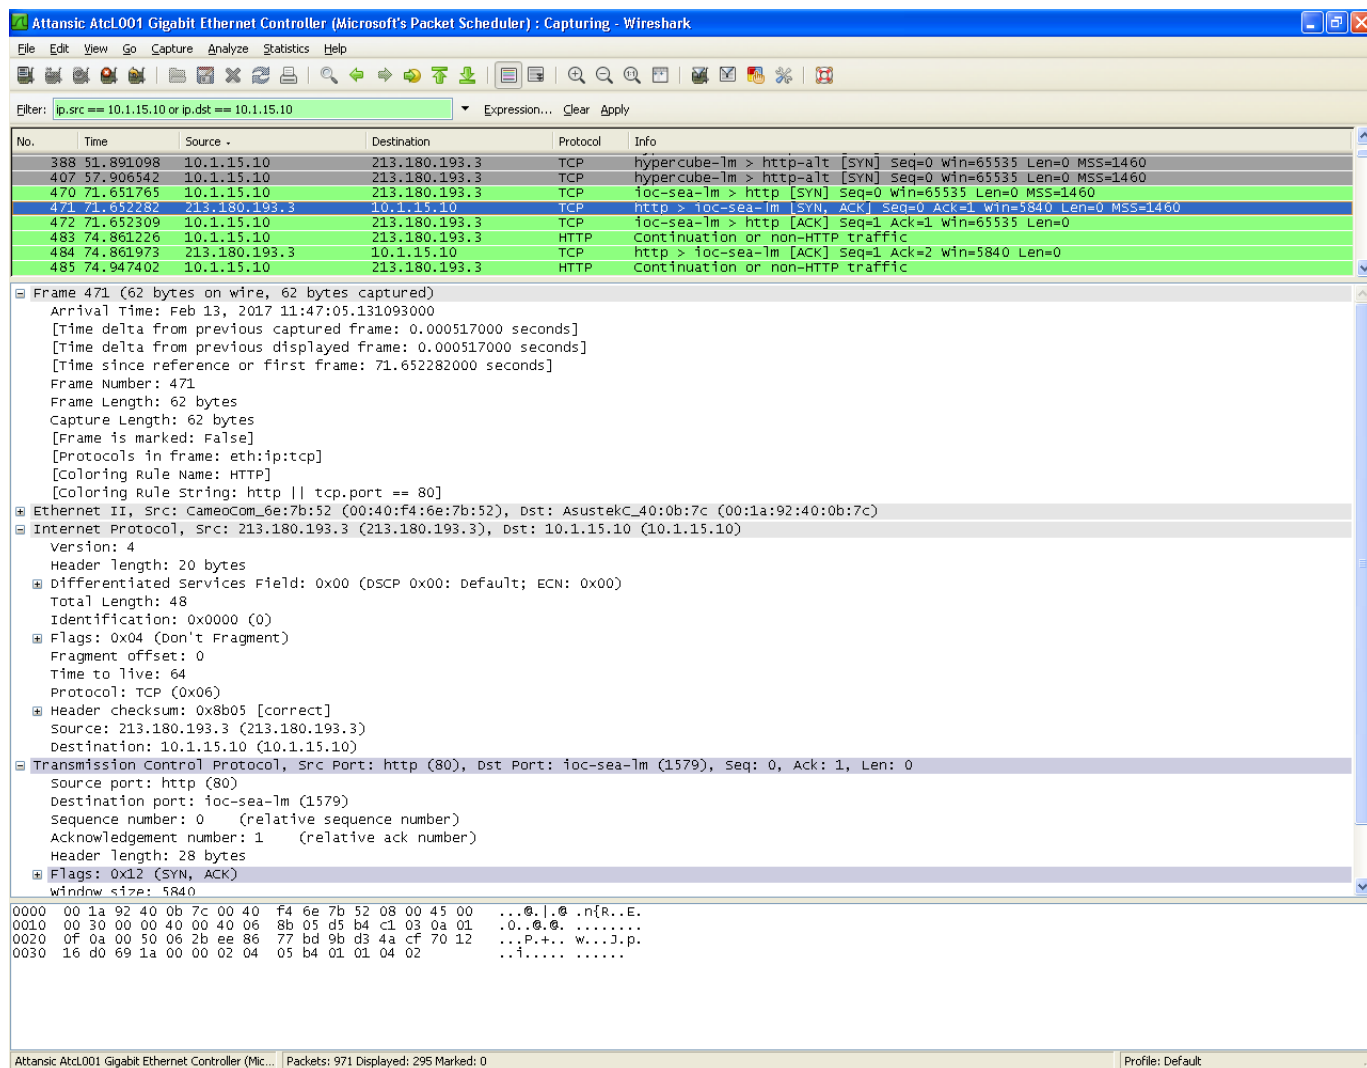 Attansic AtcL001 Gigabit Ethernet Controller (Microsoft's Packet Scheduler) : Capturing - Wireshark
File Edit View Go Capture Analyze Statistics Help
Filter: ip.src == 10.1.15.10 or ip.dst == 10.1.15.10 Expression... Clear Apply
No. Time Source Destination Protocol Info
388 51.891098 10.1.15.10 213.180.193.3 TCP hypercube-lm > http-alt [SYN] Seq=0 Win=65535 Len=0 MSS=1460
407 57.906542 10.1.15.10 213.180.193.3 TCP hypercube-lm > http-alt [SYN] Seq=0 Win=65535 Len=0 MSS=1460
470 71.651765 10.1.15.10 213.180.193.3 TCP ioc-sea-lm > http [SYN] Seq=0 Win=65535 Len=0 MSS=1460
471 71.652282 213.180.193.3 10.1.15.10 TCP http > ioc-sea-lm [SYN, ACK] Seq=0 Ack=1 Win=5840 Len=0 MSS=1460
472 71.652309 10.1.15.10 213.180.193.3 TCP ioc-sea-lm > http [ACK] Seq=1 Ack=1 Win=65535 Len=0
483 74.861226 10.1.15.10 213.180.193.3 HTTP Continuation or non-HTTP traffic
484 74.861973 213.180.193.3 10.1.15.10 TCP http > ioc-sea-lm [ACK] Seq=1 Ack=2 Win=5840 Len=0
485 74.947402 10.1.15.10 213.180.193.3 HTTP Continuation or non-HTTP traffic
Frame 471 (62 bytes on wire, 62 bytes captured)
Arrival Time: Feb 13, 2017 11:47:05.131093000
[Time delta from previous captured frame: 0.000517000 seconds]
[Time delta from previous displayed frame: 0.000517000 seconds]
[Time since reference or first frame: 71.652282000 seconds]
Frame Number: 471
Frame Length: 62 bytes
Capture Length: 62 bytes
[Frame is marked: False]
[Protocols in frame: eth:ip:tcp]
[Coloring Rule Name: HTTP]
[Coloring Rule String: http || tcp.port == 80]
Ethernet II, Src: CameoCom_6e:7b:52 (00:40:f4:6e:7b:52), Dst: AsustekC_40:0b:7c (00:1a:92:40:0b:7c)
Internet Protocol, Src: 213.180.193.3 (213.180.193.3), Dst: 10.1.15.10 (10.1.15.10)
Version: 4
Header length: 20 bytes
Differentiated Services Field: 0x00 (DSCP 0x00: Default; ECN: 0x00)
Total Length: 48
Identification: 0x0000 (0)
Flags: 0x04 (Don't Fragment)
Fragment offset: 0
Time to live: 64
Protocol: TCP (0x06)
Header checksum: 0x8b05 [correct]
Source: 213.180.193.3 (213.180.193.3)
Destination: 10.1.15.10 (10.1.15.10)
Transmission Control Protocol, Src Port: http (80), Dst Port: ioc-sea-lm (1579), Seq: 0, Ack: 1, Len: 0
Source port: http (80)
Destination port: ioc-sea-lm (1579)
Sequence number: 0 (relative sequence number)
Acknowledgement number: 1 (relative ack number)
Header length: 28 bytes
Flags: 0x12 (SYN, ACK)
Window size: 5840
0000 00 1a 92 40 0b 7c 00 40 f4 6e 7b 52 08 00 45 00 ...@.|.@ .n{R..E.
0010 00 30 00 00 40 00 40 06 8b 05 d5 b4 c1 03 0a 01 .0..@.@. ........
0020 0f 0a 00 50 06 2b ee 86 77 bd 9b d3 4a cf 70 12 ...P.+.. w...J.p.
0030 16 d0 69 1a 00 00 02 04 05 b4 01 01 04 02 ..i..... ......
Attansic AtcL001 Gigabit Ethernet Controller (Mic... Packets: 971 Displayed: 295 Marked: 0 Profile: Default